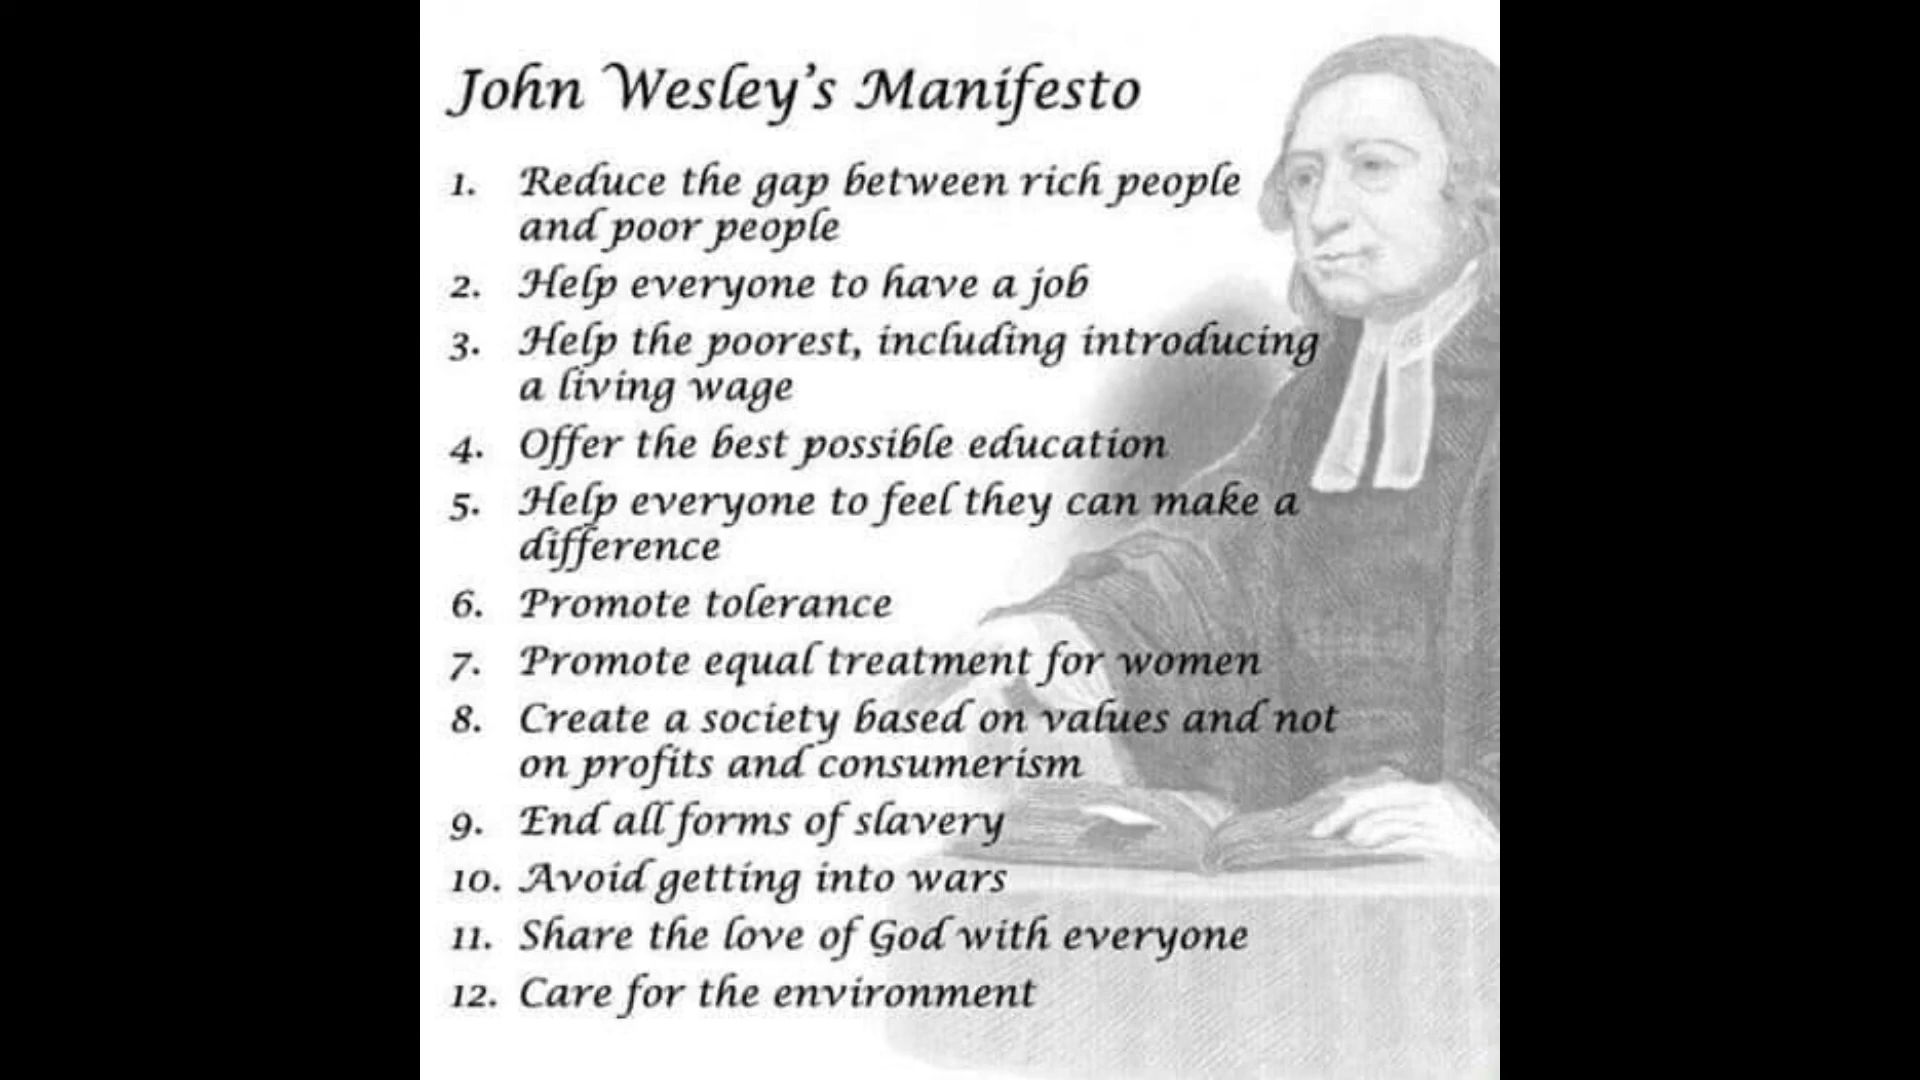 John Wesley's Manifesto
1. Reduce the gap between rich people
and poor people
2. Help everyone to have a job
3. Help the poorest, including introducing
a living wage
4. Offer the best possible education
5. Help everyone to feel they can make a
difference
6. Promote tolerance
7. Promote equal treatment for women
8. Create a society based on values and not
on profits and consumerism
9. End all forms of slavery
10. Avoid getting into wars
11. Share the love of God with everyone
12. Care for the environment